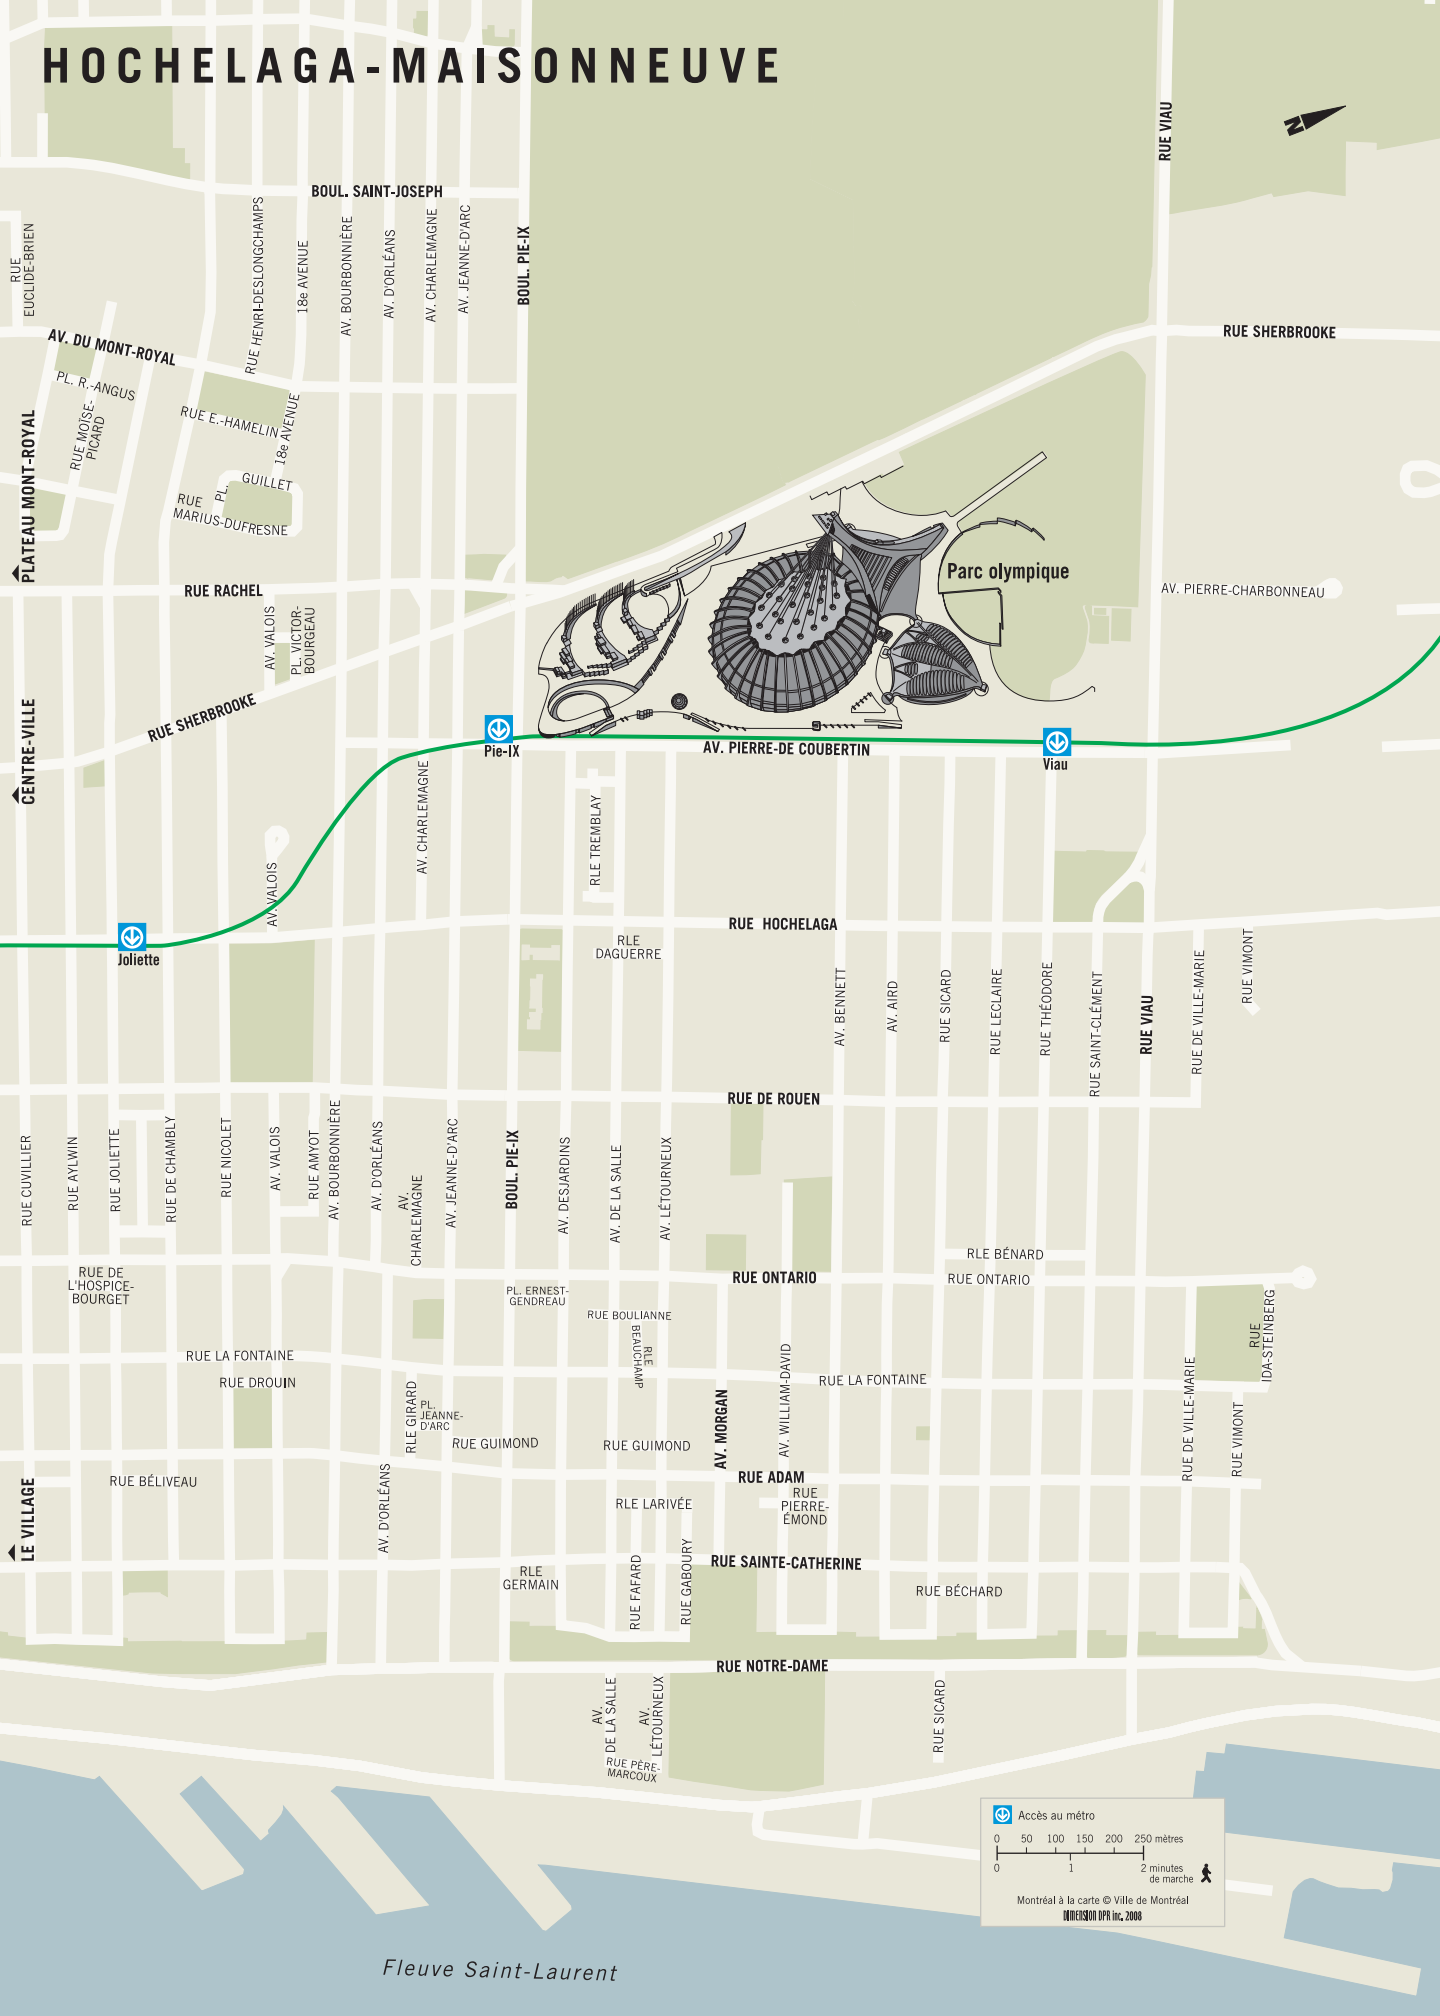 HOCHELAGA-MAISONNEUVE
N
RUE VIAU
BOUL. SAINT-JOSEPH
RUE
EUCLIDE-BRIEN
RUE HENRI-DESLONGCHAMPS
18e AVENUE
AV. BOURBONNIÈRE
AV. D'ORLÉANS
AV. CHARLEMAGNE
AV. JEANNE-D'ARC
BOUL. PIE-IX
RUE SHERBROOKE
AV. DU MONT-ROYAL
PL. R.-ANGUS
RUE MOÏSE-
PICARD
RUE E.-HAMELIN
18e AVENUE
PL.
GUILLET
RUE
MARIUS-DUFRESNE
PLATEAU MONT-ROYAL
RUE RACHEL
AV. VALOIS
PL. VICTOR-
BOURGEAU
Parc olympique
AV. PIERRE-CHARBONNEAU
CENTRE-VILLE
RUE SHERBROOKE
Pie-IX
AV. PIERRE-DE COUBERTIN
Viau
AV. CHARLEMAGNE
RLE TREMBLAY
AV. VALOIS
RUE HOCHELAGA
Joliette
RLE
DAGUERRE
AV. BENNETT
AV. AIRD
RUE SICARD
RUE LECLAIRE
RUE THÉODORE
RUE SAINT-CLÉMENT
RUE VIAU
RUE DE VILLE-MARIE
RUE VIMONT
RUE DE ROUEN
RUE CUVILLIER
RUE AYLWIN
RUE JOLIETTE
RUE DE CHAMBLY
RUE NICOLET
AV. VALOIS
RUE AMYOT
AV. BOURBONNIÈRE
AV. D'ORLÉANS
AV.
CHARLEMAGNE
AV. JEANNE-D'ARC
BOUL. PIE-IX
AV. DESJARDINS
AV. DE LA SALLE
AV. LÉTOURNEUX
RLE BÉNARD
RUE DE
L'HOSPICE-
BOURGET
RUE ONTARIO
RUE ONTARIO
PL. ERNEST-
GENDREAU
RUE BOULIANNE
RLE
BEAUCHAMP
RUE
IDA-STEINBERG
RUE LA FONTAINE
RUE DROUIN
RUE LA FONTAINE
RLE GIRARD
PL.
JEANNE-
D'ARC
AV. MORGAN
AV. WILLIAM-DAVID
RUE DE VILLE-MARIE
RUE VIMONT
RUE GUIMOND
RUE GUIMOND
RUE BÉLIVEAU
RUE ADAM
AV. D'ORLÉANS
RLE LARIVÉE
RUE
PIERRE-
ÉMOND
LE VILLAGE
RUE SAINTE-CATHERINE
RLE
GERMAIN
RUE FAFARD
RUE GABOURY
RUE BÉCHARD
RUE NOTRE-DAME
AV.
DE LA SALLE
AV.
LÉTOURNEUX
RUE SICARD
RUE PÈRE-
MARCOUX
Accès au métro
0 50 100 150 200 250 mètres
0 1 2 minutes
de marche
Montréal à la carte © Ville de Montréal
DIMENSION DPR inc. 2008
Fleuve Saint-Laurent